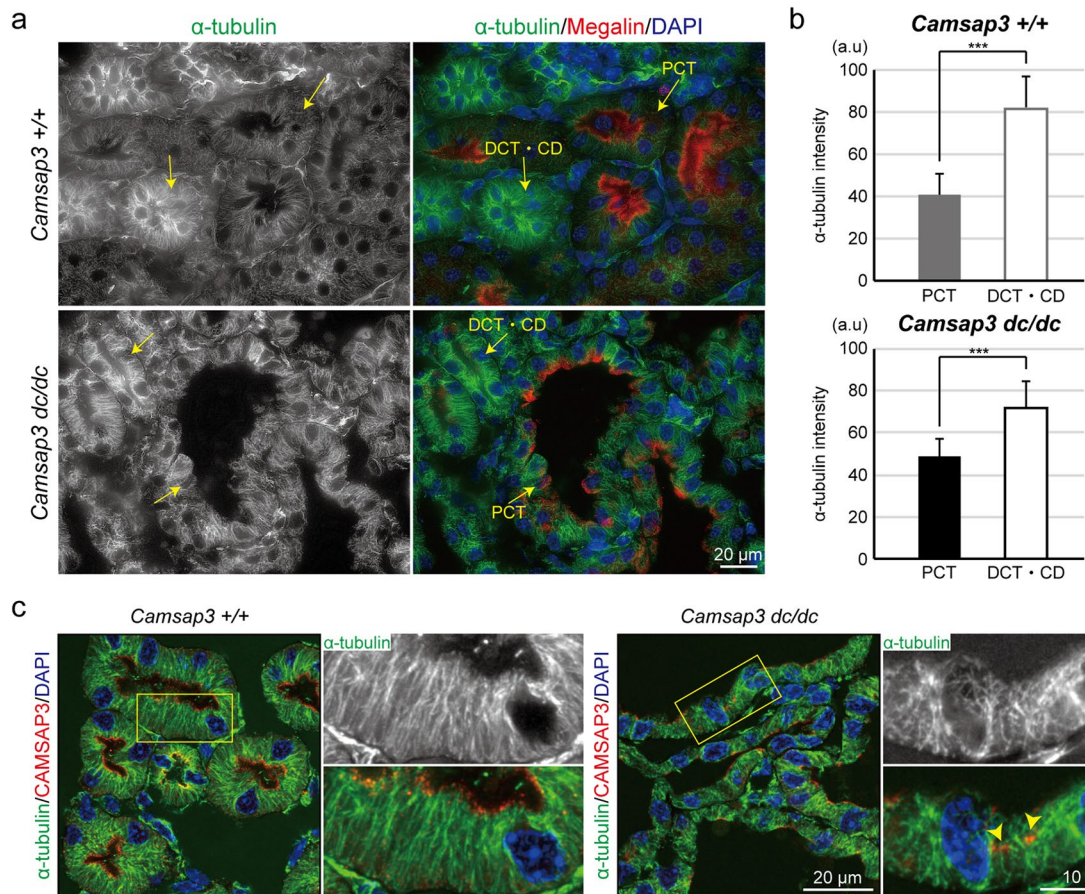 a
α-tubulin
α-tubulin/Megalin/DAPI
Camsap3 +/+
PCT
DCT・CD
Camsap3 dc/dc
DCT・CD
PCT
20 µm
b
Camsap3 +/+
(a.u)
***
100
80
60
40
20
0
α-tubulin intensity
PCT
DCT・CD
Camsap3 dc/dc
(a.u)
***
100
80
60
40
20
0
α-tubulin intensity
PCT
DCT・CD
c
Camsap3 +/+
α-tubulin/CAMSAP3/DAPI
α-tubulin
Camsap3 dc/dc
α-tubulin/CAMSAP3/DAPI
20 µm
α-tubulin
10